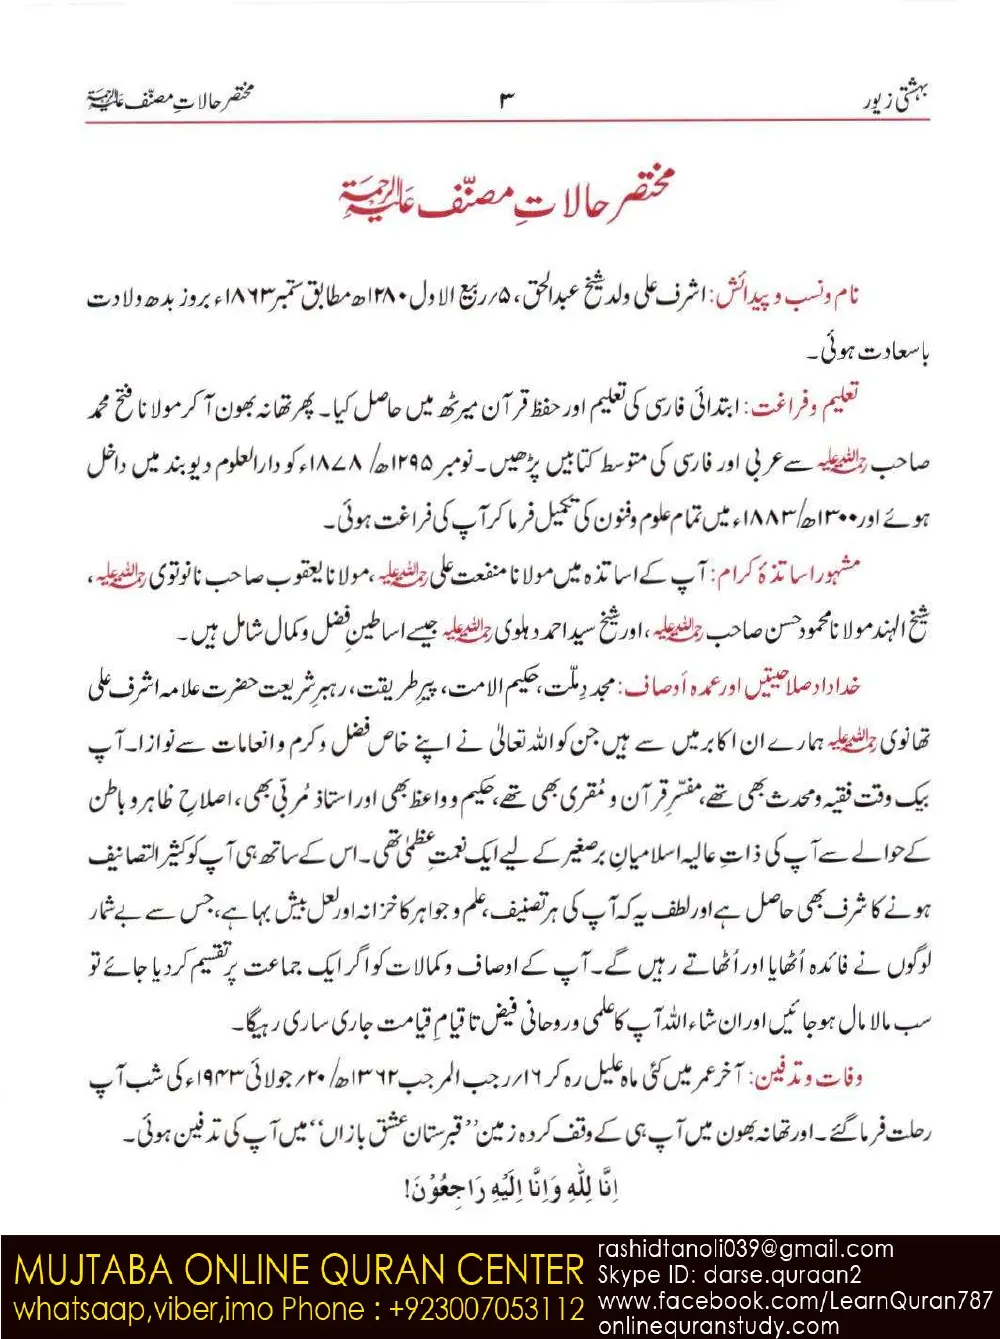 بہشتی زیور ۳ مختصر حالاتِ مصنّف علیہ الرحمۃ
مختصر حالاتِ مصنّف علیہ الرحمۃ
نام ونسب و پیدائش: اشرف علی ولد شیخ عبدالحق، ۵؍ربیع الاول ۱۲۸۰ھ مطابق ستمبر ۱۸۶۳ء بروز بدھ ولادت
باسعادت ہوئی۔
تعلیم وفراغت: ابتدائی فارسی کی تعلیم اور حفظ قرآن میرٹھ میں حاصل کیا۔ پھر تھانہ بھون آ کر مولانا فتح محمد
صاحب رحمۃ اللہ علیہ سے عربی اور فارسی کی متوسط کتابیں پڑھیں۔ نومبر ۱۲۹۵ھ/ ۱۸۷۸ء کو دارالعلوم دیوبند میں داخل
ہوئے اور ۱۳۰۰ھ/۱۸۸۳ء میں تمام علوم وفنون کی تکمیل فرما کر آپ کی فراغت ہوئی۔
مشہور اساتذۂ کرام: آپ کے اساتذہ میں مولانا منفعت علی رحمۃ اللہ علیہ، مولانا یعقوب صاحب نانوتوی رحمۃ اللہ علیہ،
شیخ الہند مولانا محمود حسن صاحب رحمۃ اللہ علیہ، اور شیخ سید احمد دہلوی رحمۃ اللہ علیہ جیسے اساطینِ فضل وکمال شامل ہیں۔
خداداد صلاحیتیں اور عمدہ أوصاف: مجددِ ملّت، حکیم الامت، پیرِ طریقت، رہبرِ شریعت حضرت علامہ اشرف علی
تھانوی رحمۃ اللہ علیہ ہمارے ان اکابر میں سے ہیں جن کو اللہ تعالیٰ نے اپنے خاص فضل وکرم وانعامات سے نوازا۔ آپ
بیک وقت فقیہ ومحدث بھی تھے، مفسّرِ قرآن و مُقری بھی تھے، حکیم و واعظ بھی اور استاذ مُربّی بھی، اصلاحِ ظاہر و باطن
کے حوالے سے آپ کی ذاتِ عالیہ اسلامیانِ برصغیر کے لیے ایک نعمتِ عظمیٰ تھی۔ اس کے ساتھ ہی آپ کو کثیر التصانیف
ہونے کا شرف بھی حاصل ہے اور لطف یہ کہ آپ کی ہر تصنیف، علم و جواہر کا خزانہ اور لعل بیش بہا ہے، جس سے بے شمار
لوگوں نے فائدہ اُٹھایا اور اُٹھاتے رہیں گے۔ آپ کے اوصاف وکمالات کو اگر ایک جماعت پر تقسیم کر دیا جائے تو
سب مالا مال ہو جائیں اور ان شاء اللہ آپ کا علمی وروحانی فیض تا قیامِ قیامت جاری ساری رہیگا۔
وفات و تدفین: آخر عمر میں کئی ماہ علیل رہ کر ۱۶؍رجب المرجب ۱۳۶۲ھ/ ۲۰؍جولائی ۱۹۴۳ء کی شب آپ
رحلت فرما گئے۔ اور تھانہ بھون میں آپ ہی کے وقف کردہ زمین ’’قبرستان عشق بازاں‘‘ میں آپ کی تدفین ہوئی۔
اِنَّا لِلّٰهِ وَاِنَّا اِلَيْهِ رَاجِعُوْنَ!
MUJTABA ONLINE QURAN CENTER
whatsaap,viber,imo Phone : +923007053112
rashidtanoli039@gmail.com
Skype ID: darse.quraan2
www.facebook.com/LearnQuran787
onlinequranstudy.com